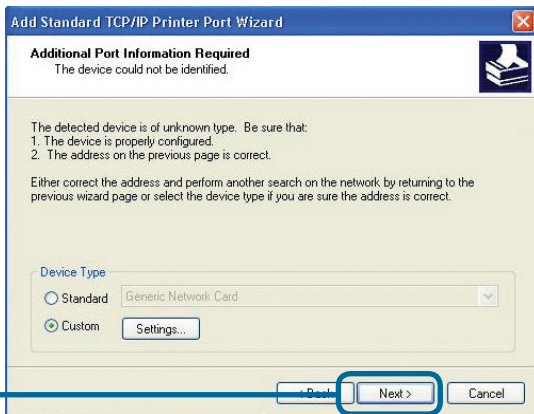 Add Standard TCP/IP Printer Port Wizard
Additional Port Information Required
The device could not be identified.
The detected device is of unknown type.  Be sure that:
1. The device is properly configured.
2.  The address on the previous page is correct.
Either correct the address and perform another search on the network by returning to the
previous wizard page or select the device type if you are sure the address is correct.
Device Type
Standard
Generic Network Card
Custom
Settings...
< Back
Next >
Cancel